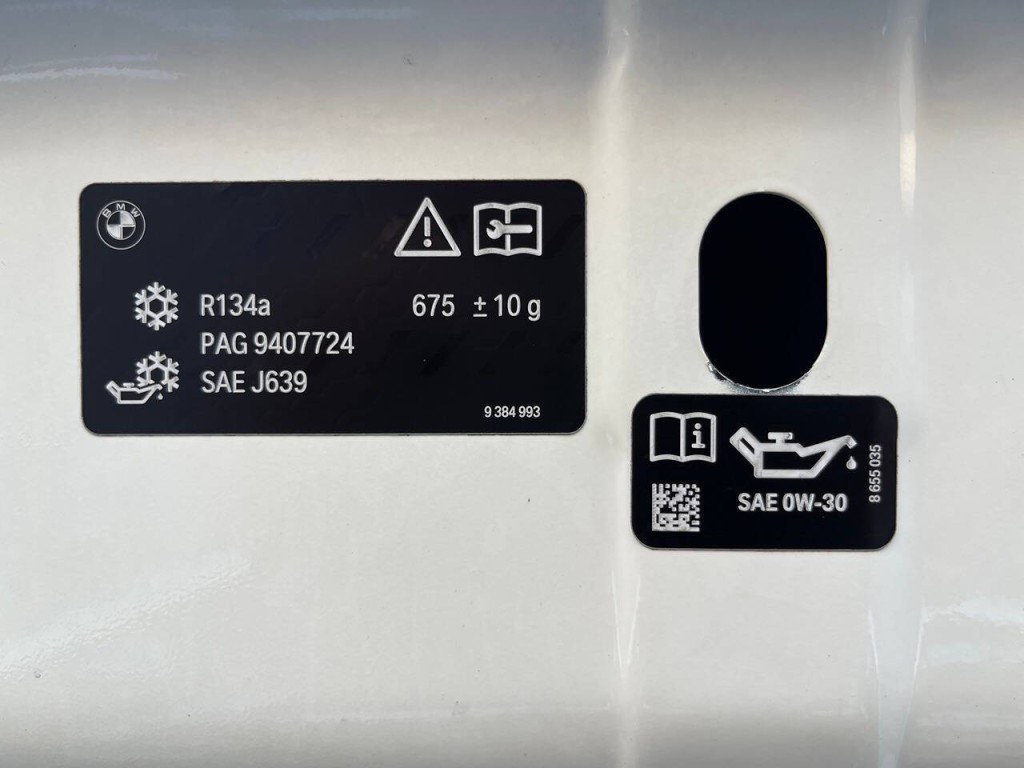 BMW
R134a 675 ± 10 g
PAG 9407724
SAE J639
9 384 993
i
SAE 0W-30
8 655 035